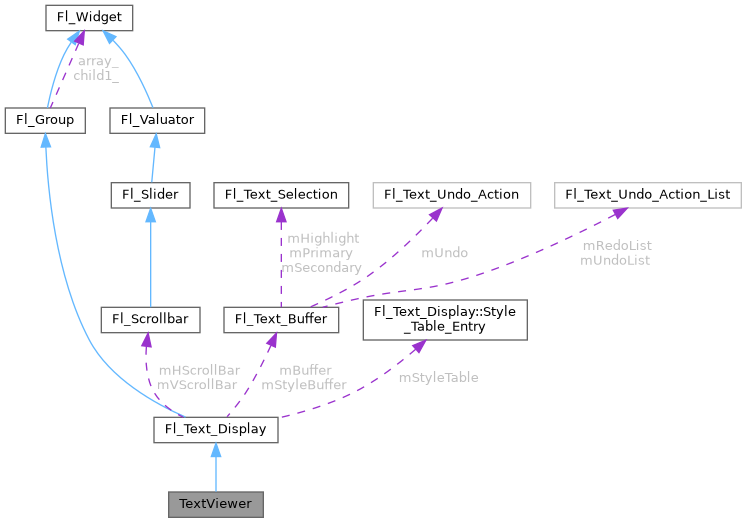 Fl_Widget
array_
child1_
Fl_Group
Fl_Valuator
Fl_Slider
Fl_Text_Selection
Fl_Text_Undo_Action
Fl_Text_Undo_Action_List
mHighlight
mPrimary
mSecondary
mUndo
mRedoList
mUndoList
Fl_Scrollbar
Fl_Text_Buffer
Fl_Text_Display::Style
_Table_Entry
mHScrollBar
mVScrollBar
mBuffer
mStyleBuffer
mStyleTable
Fl_Text_Display
TextViewer